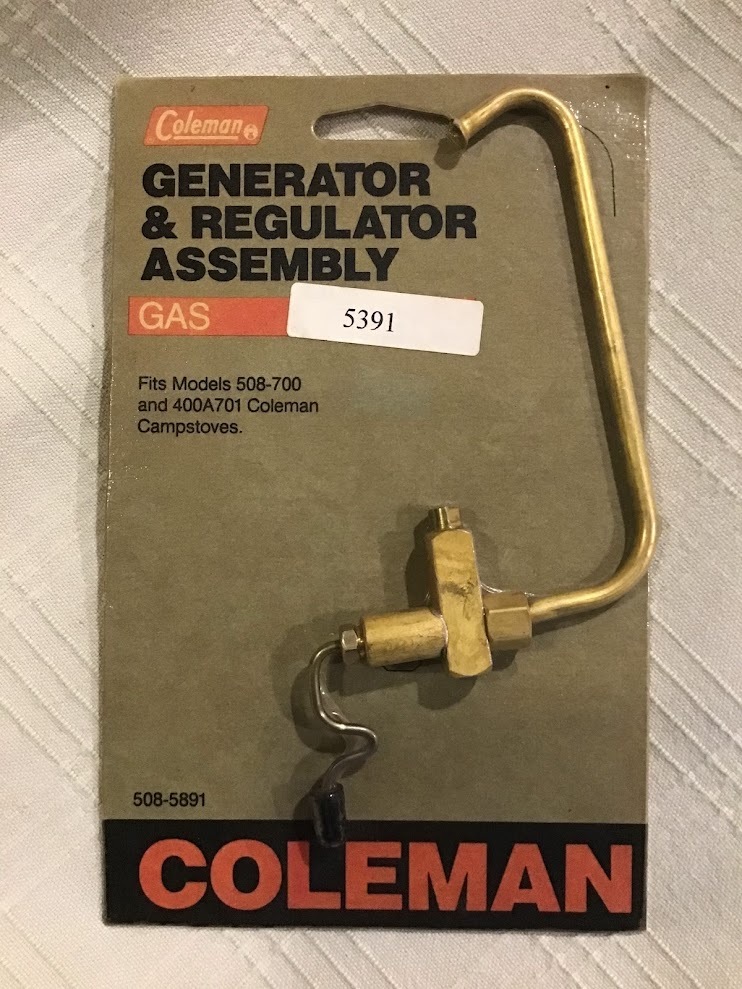 Coleman
GENERATOR
& REGULATOR
ASSEMBLY
GAS
5391
Fits Models 508-700
and 400A701 Coleman
Campstoves.
508-5891
COLEMAN